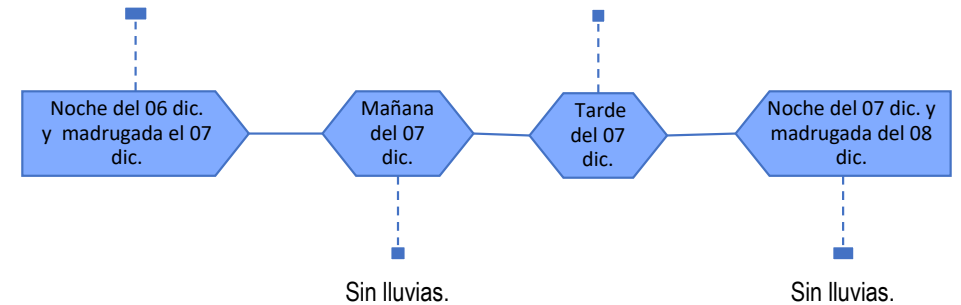 Noche del 06 dic.
y madrugada el 07
dic.
Mañana
del 07
dic.
Tarde
del 07
dic.
Noche del 07 dic. y
madrugada del 08
dic.
Sin lluvias.
Sin lluvias.